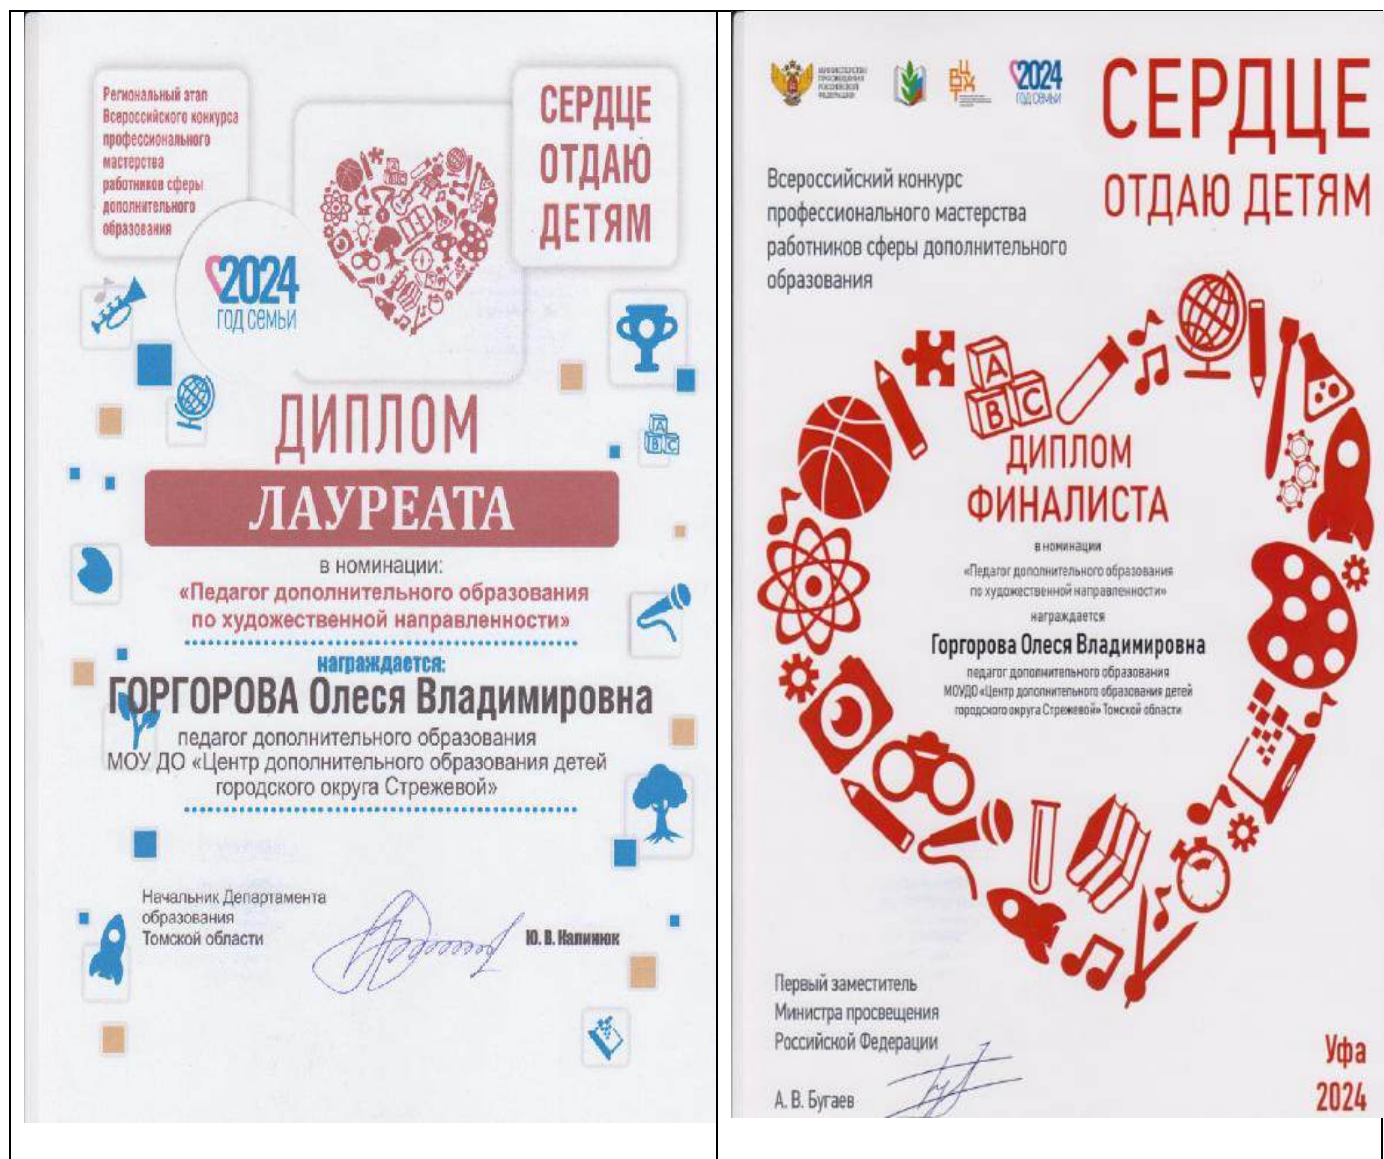 Региональный этап
Всероссийского конкурса
профессионального
мастерства
работников сферы
дополнительного
образования
СЕРДЦЕ
ОТДАЮ
ДЕТЯМ
2024
ГОД СЕМЬИ
A
B C
ДИПЛОМ
ЛАУРЕАТА
в номинации:
«Педагог дополнительного образования
по художественной направленности»
награждается:
ГОРГОРОВА Олеся Владимировна
педагог дополнительного образования
МОУ ДО «Центр дополнительного образования детей
городского округа Стрежевой»
Начальник Департамента
образования
Томской области
Ю. В. Калинюк
МИНИСТЕРСТВО
ПРОСВЕЩЕНИЯ
РОССИЙСКОЙ
ФЕДЕРАЦИИ
ВЦХТ
2024
ГОД СЕМЬИ
СЕРДЦЕ
ОТДАЮ ДЕТЯМ
Всероссийский конкурс
профессионального мастерства
работников сферы дополнительного
образования
A
B C
ДИПЛОМ
ФИНАЛИСТА
в номинации
«Педагог дополнительного образования
по художественной направленности»
награждается
Горгорова Олеся Владимировна
педагог дополнительного образования
МОУДО «Центр дополнительного образования детей
городского округа Стрежевой» Томской области
Первый заместитель
Министра просвещения
Российской Федерации
А. В. Бугаев
Уфа
2024